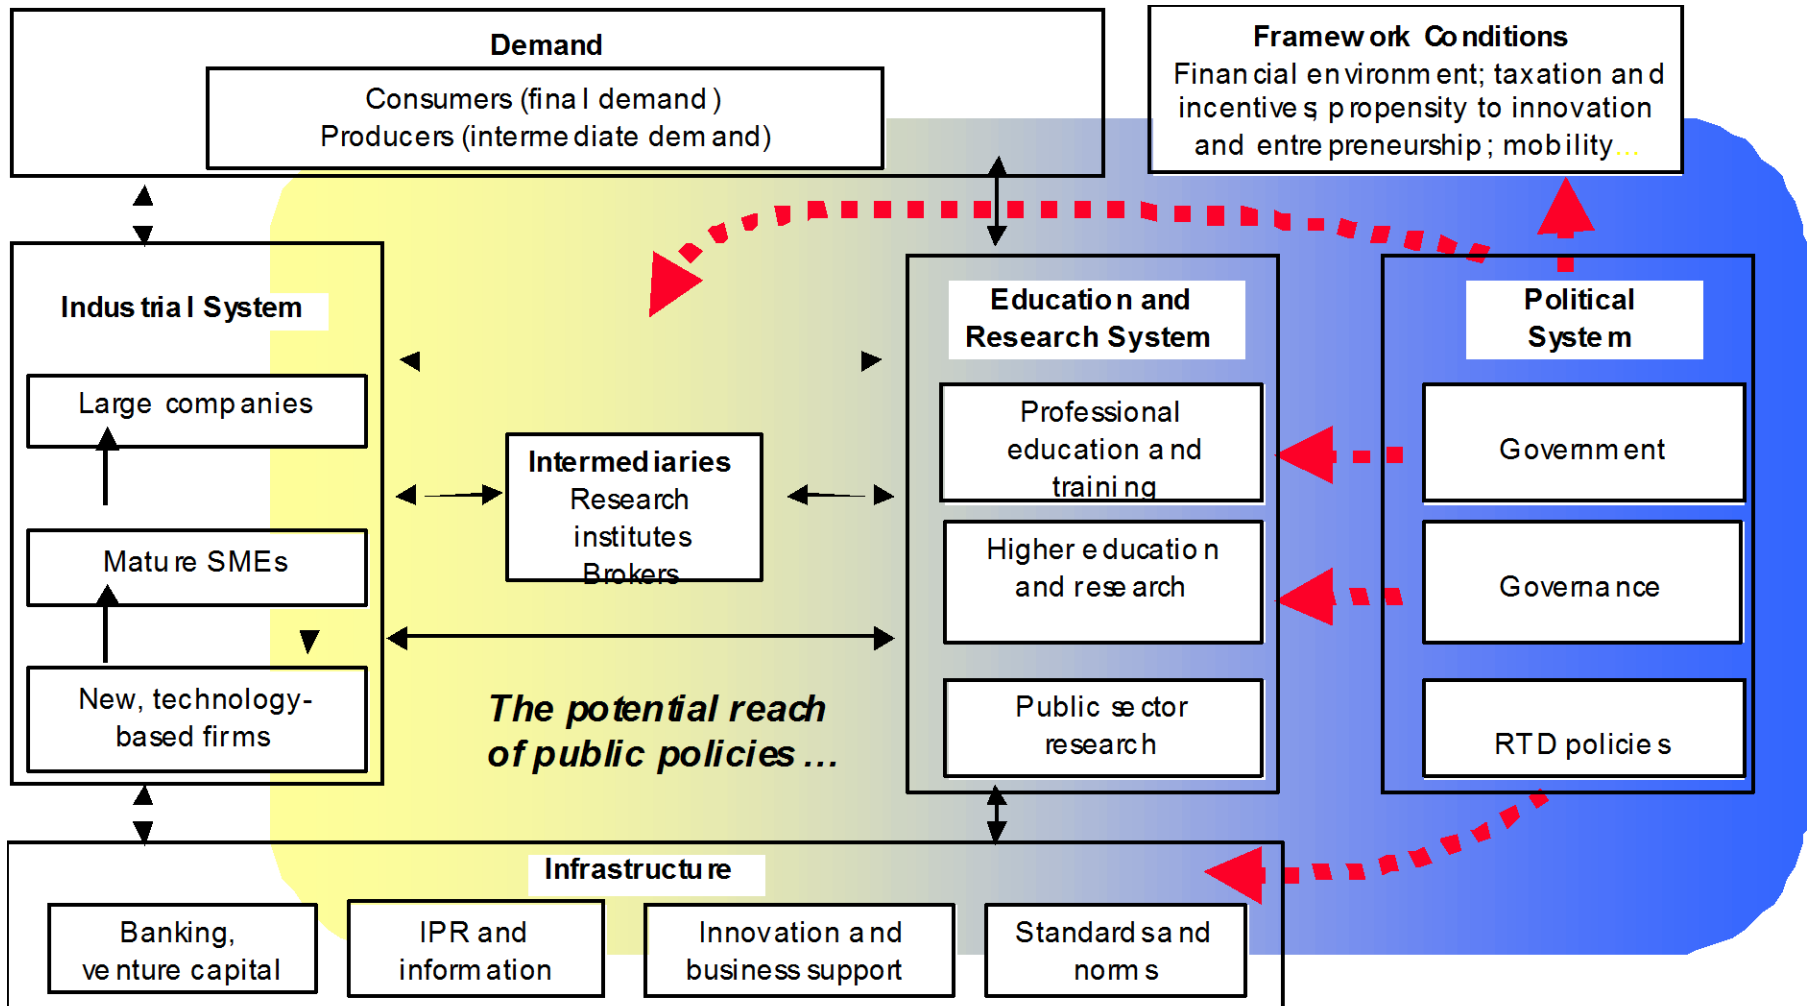 Demand
Consumers (final demand)
Producers (intermediate demand)
Framework Conditions
Financial environment; taxation and
incentives; propensity to innovation
and entrepreneurship; mobility...
Industrial System
Large companies
Mature SMEs
New, technology-
based firms
Intermediaries
Research
institutes
Brokers
The potential reach
of public policies ...
Education and
Research System
Professional
education and
training
Higher education
and research
Public sector
research
Political
System
Government
Governance
RTD policies
Infrastructure
Banking,
venture capital
IPR and
information
Innovation and
business support
Standards and
norms